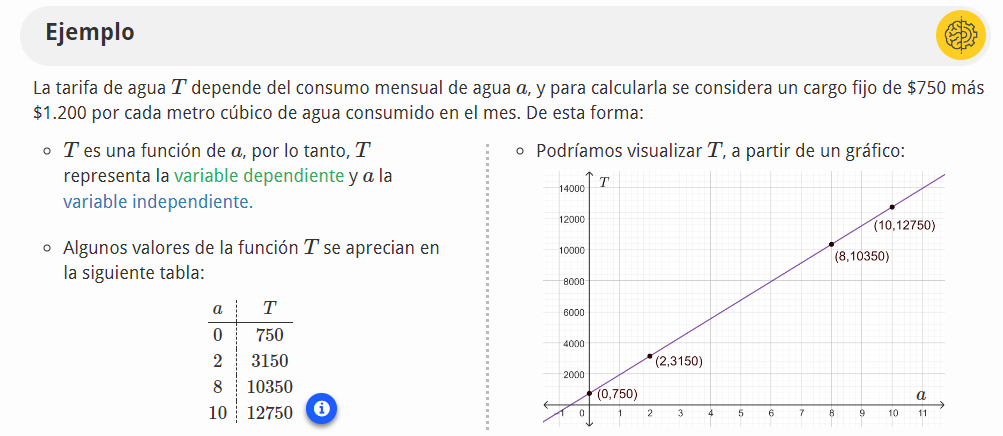 Ejemplo
La tarifa de agua T depende del consumo mensual de agua a, y para calcularla se considera un cargo fijo de $750 más
$1.200 por cada metro cúbico de agua consumido en el mes. De esta forma:
T es una función de a, por lo tanto, T
representa la variable dependiente y a la
variable independiente.
Algunos valores de la función T se aprecian en
la siguiente tabla:
a T
0 750
2 3150
8 10350
10 12750
i
Podríamos visualizar T, a partir de un gráfico:
T
14000
12000
10000
8000
6000
4000
2000
(10,12750)
(8,10350)
(2,3150)
(0,750)
a
-1 0 1 2 3 4 5 6 7 8 9 10 11